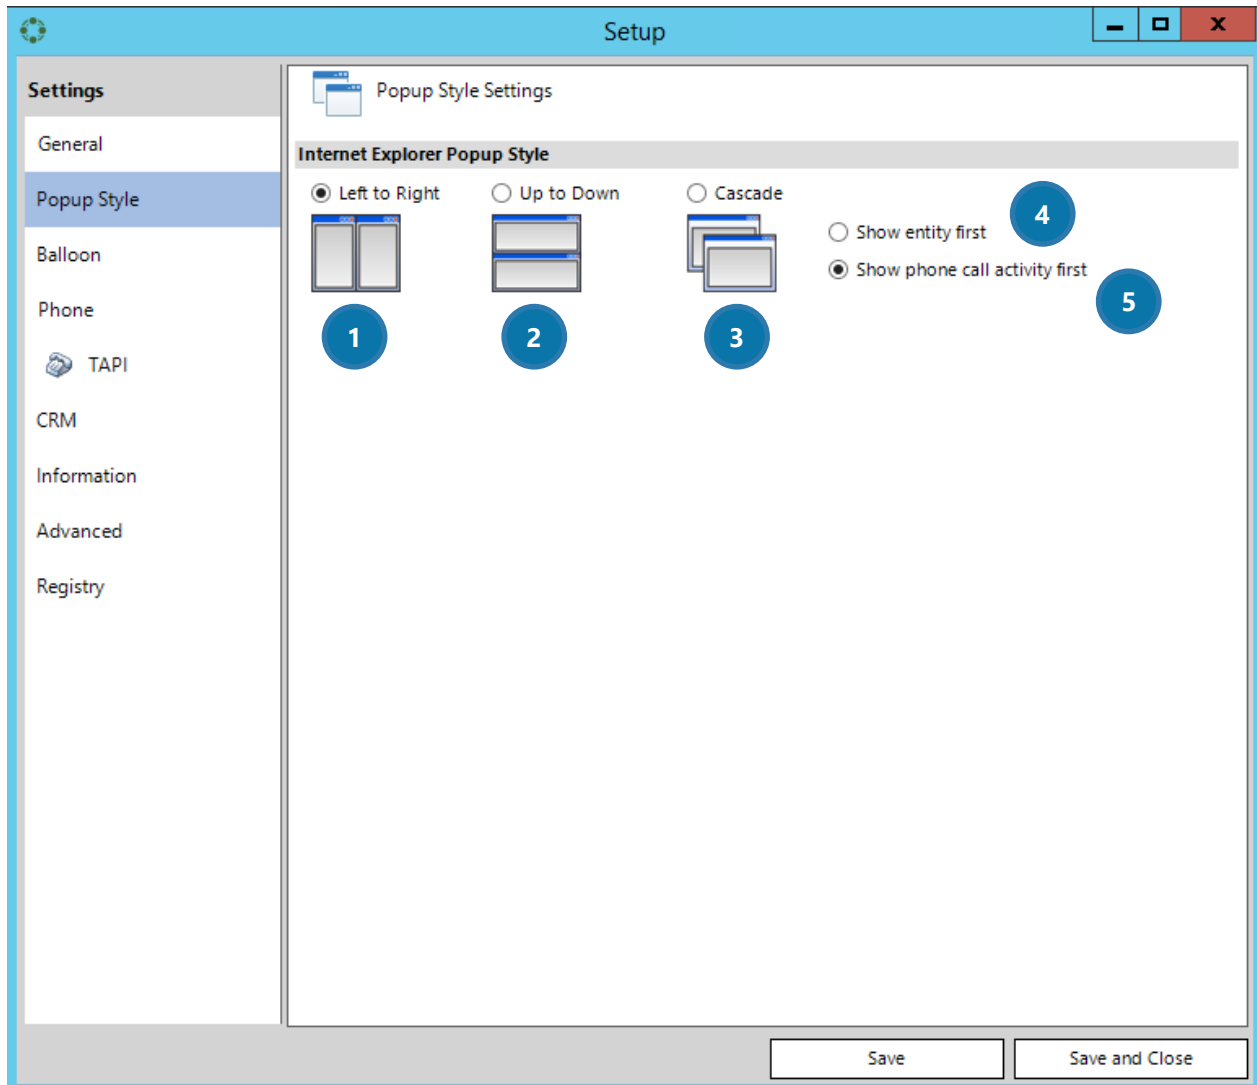 Setup
Settings
General
Popup Style
Balloon
Phone
TAPI
CRM
Information
Advanced
Registry
Popup Style Settings
Internet Explorer Popup Style
Left to Right
Up to Down
Cascade
Show entity first
Show phone call activity first
1
2
3
4
5
Save
Save and Close